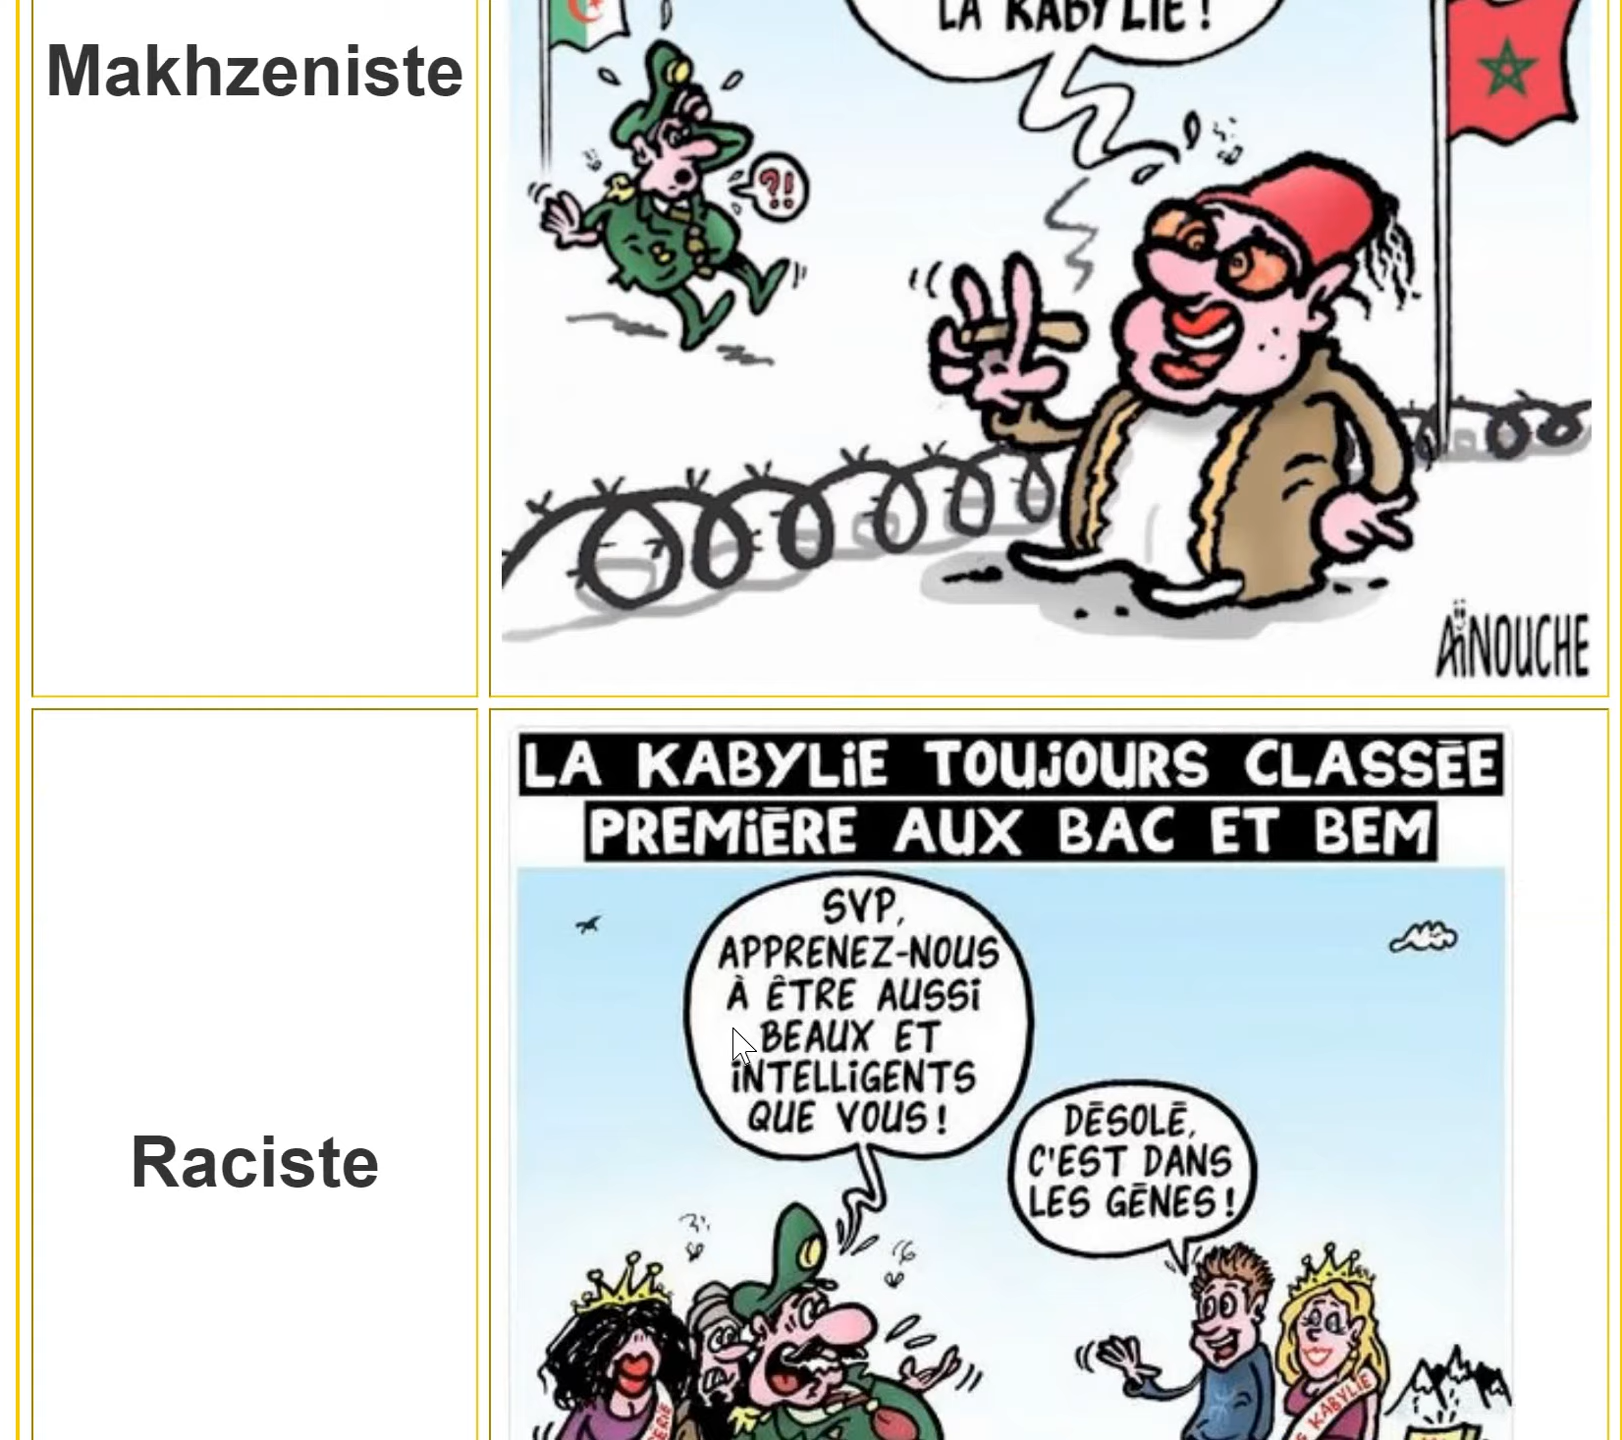 LA KABYLIE !
Makhzeniste
?!
AïNOUCHE
LA KABYLiE TOUJOURS CLASSÉE
PREMiÈRE AUX BAC ET BEM
SVP,
APPRENEZ-NOUS
À ÊTRE AUSSi
BEAUX ET
iNTELLiGENTS
QUE VOUS !
DÉSOLÉ,
C'EST DANS
LES GÈNES !
Raciste
KABYLIE